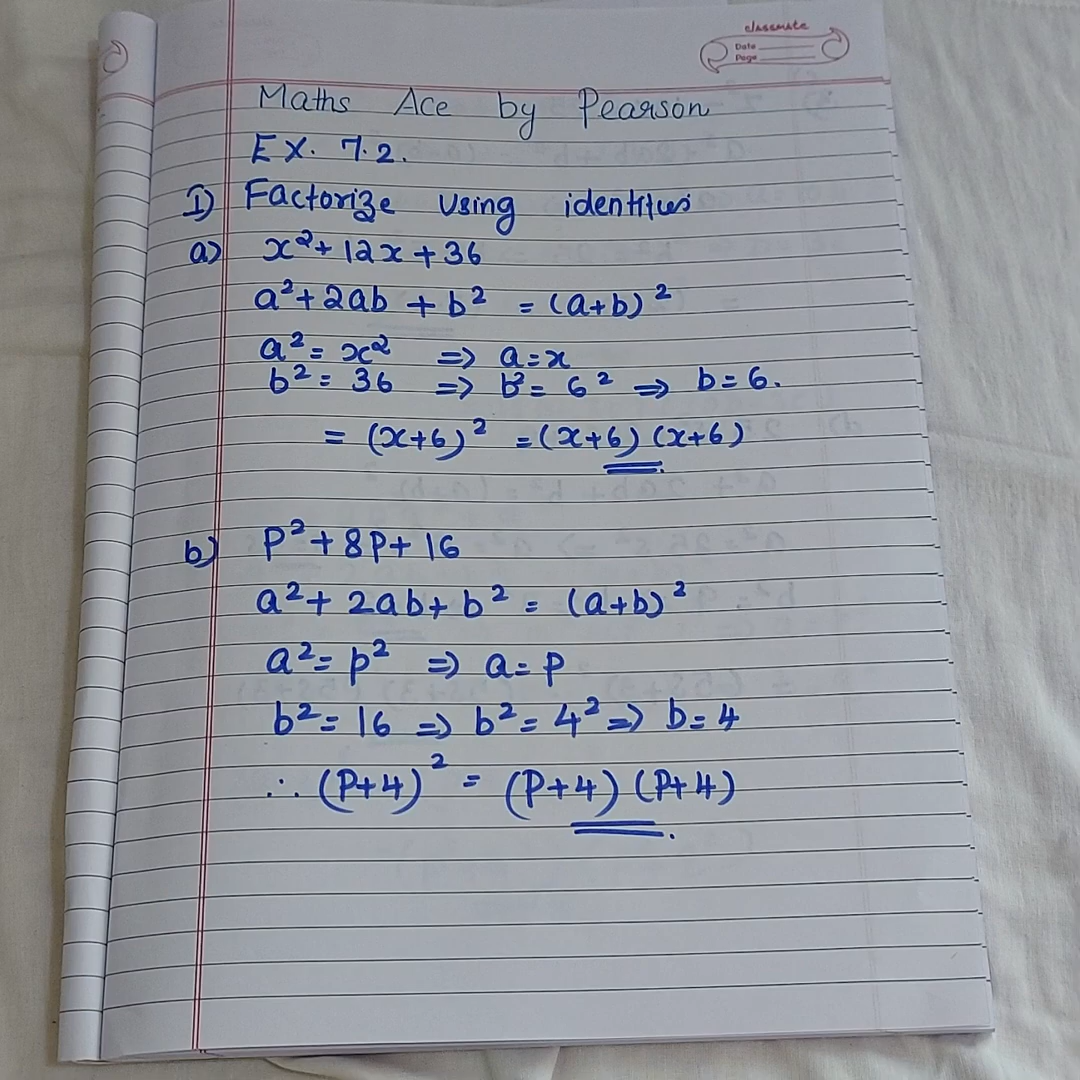 classmate
Date
Page
Maths Ace by Pearson
EX. 7.2.
1) Factorize using identities
a) x² + 12x + 36
a² + 2ab + b² = (a+b)²
a² = x² ⇒ a = x
b² = 36 ⇒ b² = 6² ⇒ b = 6.
= (x+6)² = (x+6) (x+6)
b) P² + 8P + 16
a² + 2ab + b² = (a+b)²
a² = p² ⇒ a = p
b² = 16 ⇒ b² = 4² ⇒ b = 4
∴ (P+4)² = (P+4) (P+4)